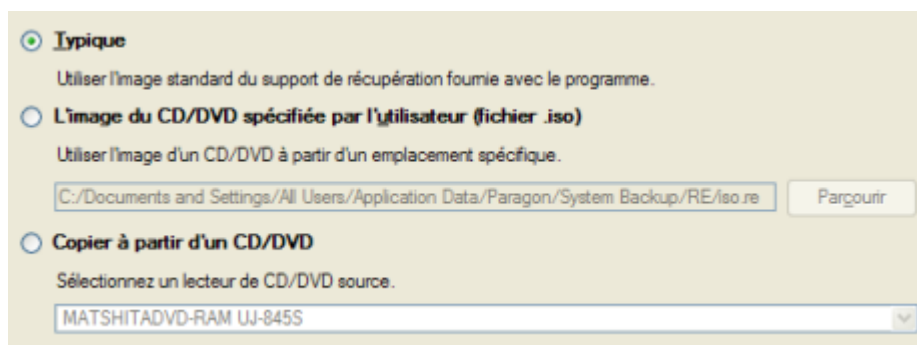 Typique
Utiliser l'image standard du support de récupération fournie avec le programme.
L'image du CD/DVD spécifiée par l'utilisateur (fichier .iso)
Utiliser l'image d'un CD/DVD à partir d'un emplacement spécifique.
C:/Documents and Settings/All Users/Application Data/Paragon/System Backup/RE/iso.re
Parcourir
Copier à partir d'un CD/DVD
Sélectionnez un lecteur de CD/DVD source.
MATSHITADVD-RAM UJ-845S